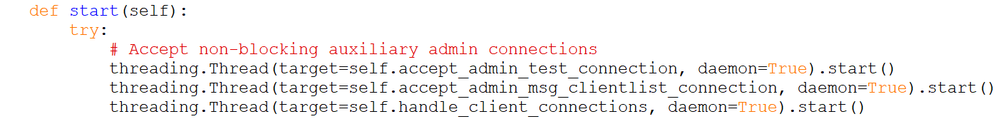 def start(self):
try:
# Accept non-blocking auxiliary admin connections
threading.Thread(target=self.accept_admin_test_connection, daemon=True).start()
threading.Thread(target=self.accept_admin_msg_clientlist_connection, daemon=True).start()
threading.Thread(target=self.handle_client_connections, daemon=True).start()